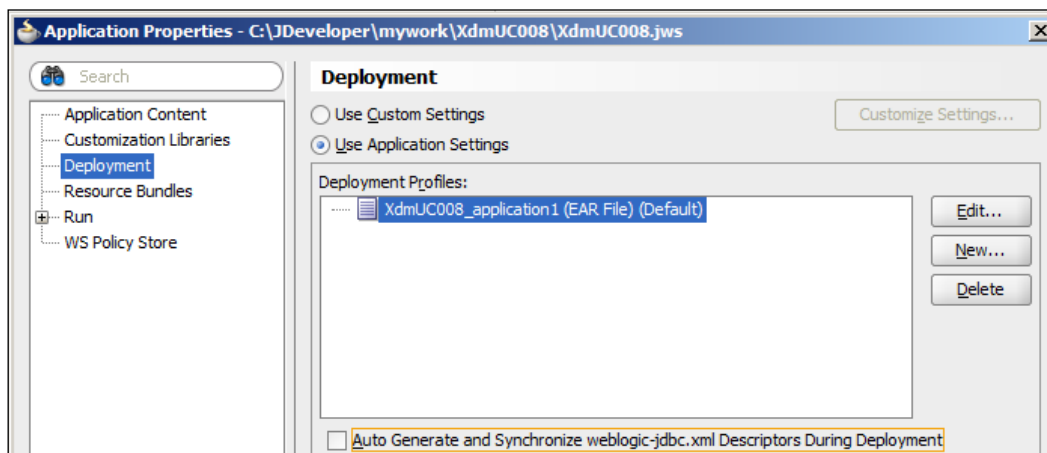 Application Properties - C:\JDeveloper\mywork\XdmUC008\XdmUC008.jws
Search
Application Content
Customization Libraries
Deployment
Resource Bundles
Run
WS Policy Store
Deployment
Use Custom Settings
Customize Settings...
Use Application Settings
Deployment Profiles:
XdmUC008_application1 (EAR File) (Default)
Edit...
New...
Delete
Auto Generate and Synchronize weblogic-jdbc.xml Descriptors During Deployment